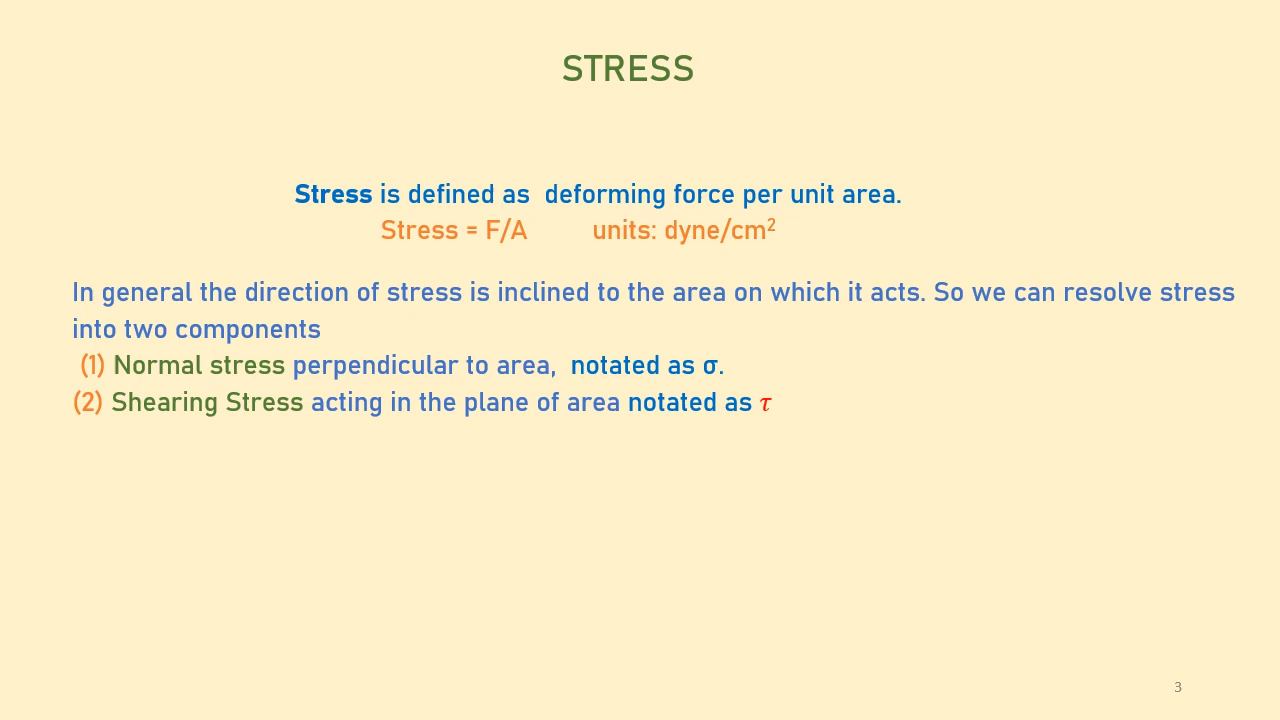 STRESS
Stress is defined as  deforming force per unit area.
Stress = F/A  units: dyne/cm²
In general the direction of stress is inclined to the area on which it acts. So we can resolve stress
into two components
(1) Normal stress perpendicular to area,  notated as σ.
(2) Shearing Stress acting in the plane of area notated as τ
3